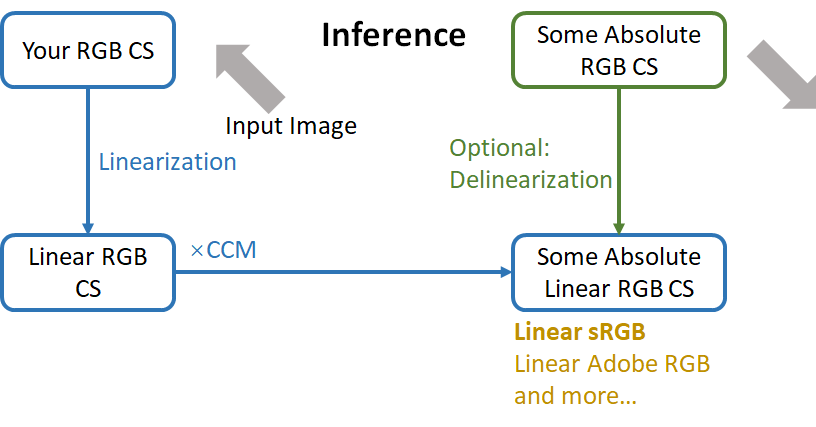 Inference
Your RGB CS
Some Absolute
RGB CS
Input Image
Linearization
Optional:
Delinearization
Linear RGB
CS
×CCM
Some Absolute
Linear RGB CS
Linear sRGB
Linear Adobe RGB
and more...